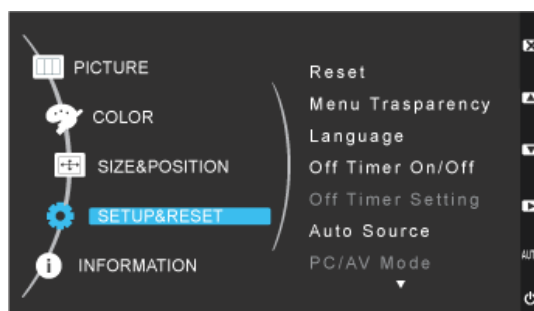 PICTURE
COLOR
SIZE&POSITION
SETUP&RESET
INFORMATION
Reset
Menu Trasparency
Language
Off Timer On/Off
Off Timer Setting
Auto Source
PC/AV Mode